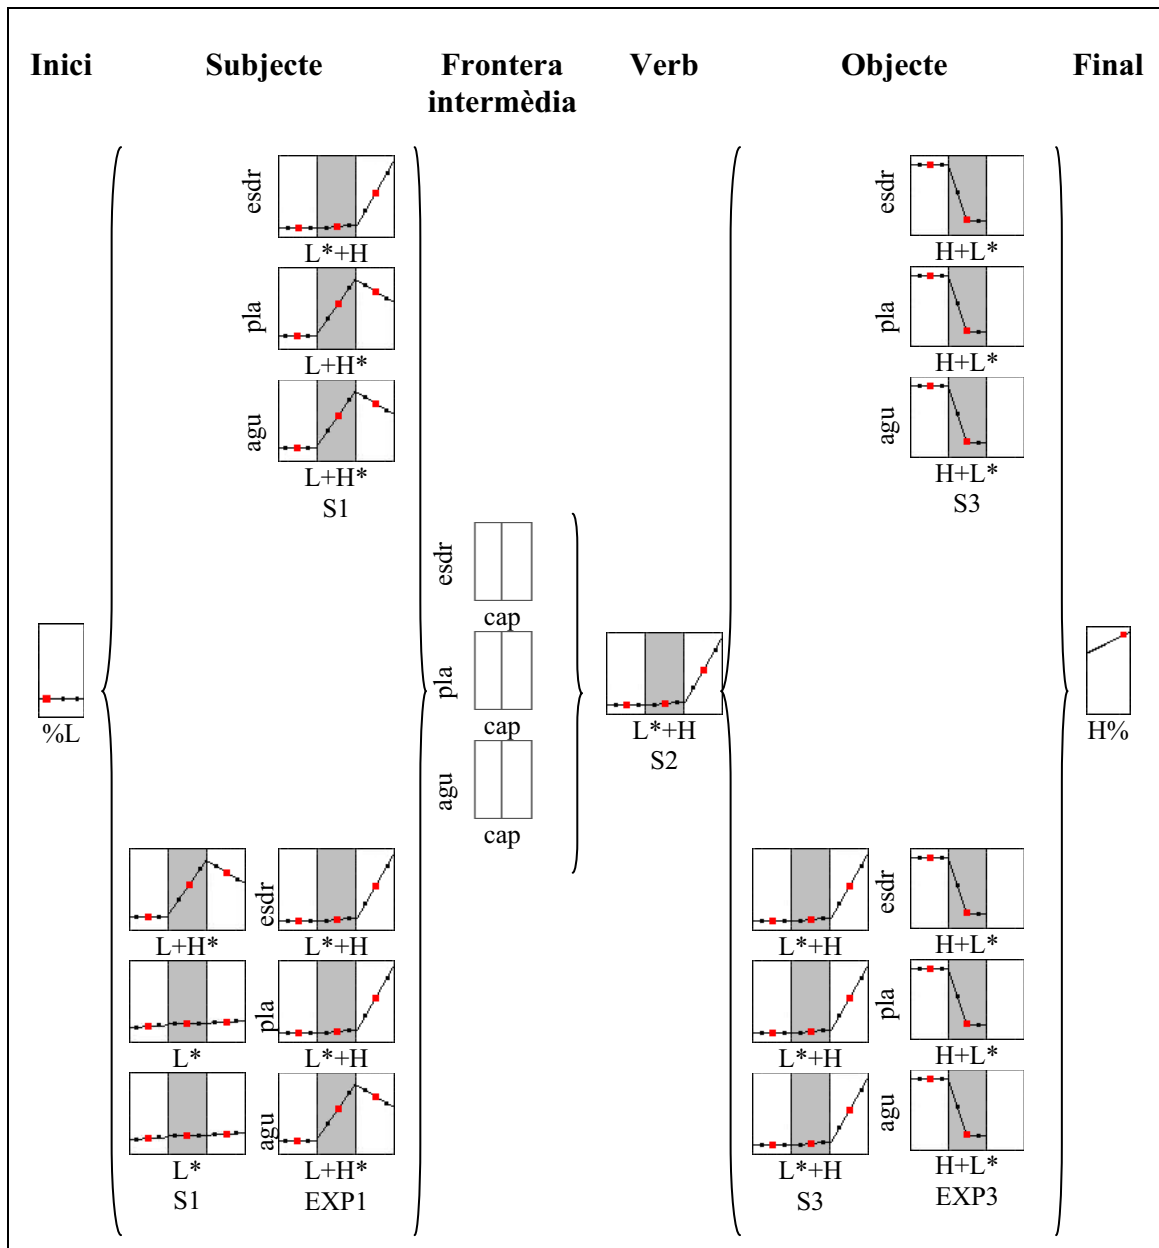 Inici Subjecte Frontera Verb Objecte Final
intermèdia
esdr
L*+H
pla
L+H*
agu
L+H*
S1
esdr
H+L*
pla
H+L*
agu
H+L*
S3
esdr
cap
pla
cap
agu
cap
%L
L*+H
S2
H%
esdr
L+H* L*+H
pla
L* L*+H
agu
L* L+H*
S1 EXP1
esdr
L*+H H+L*
pla
L*+H H+L*
agu
L*+H H+L*
S3 EXP3